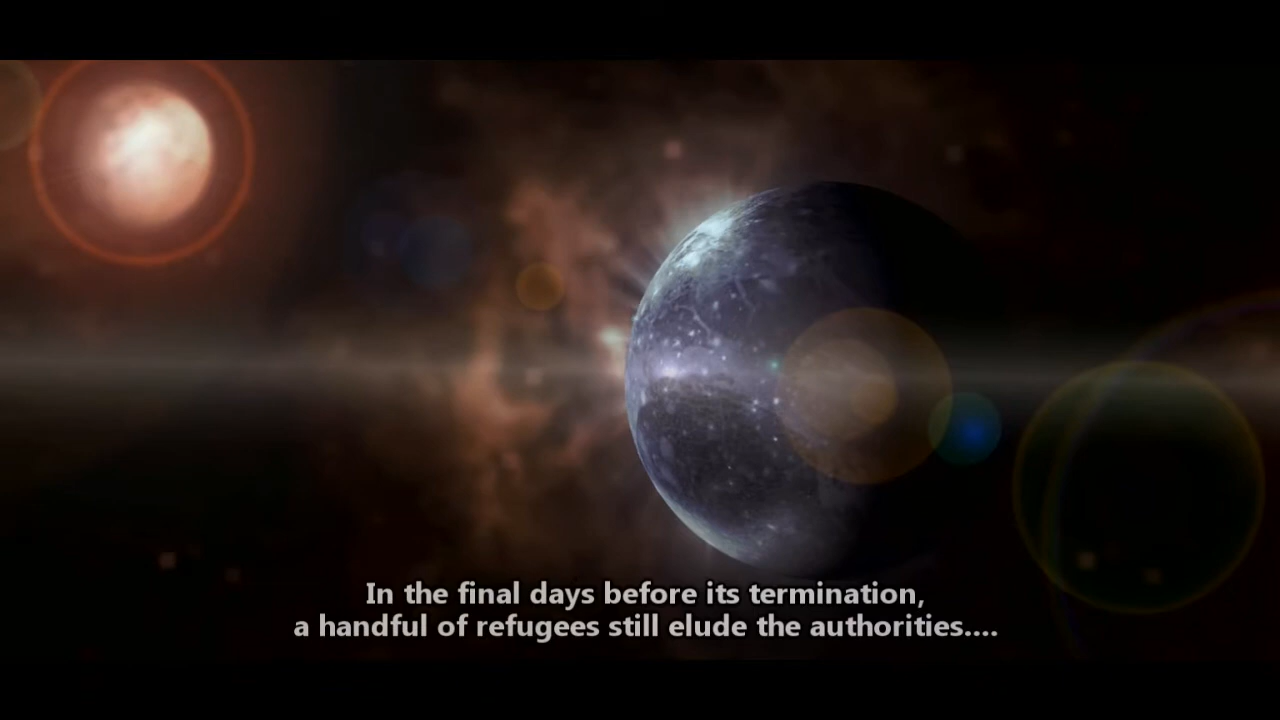 In the final days before its termination,
a handful of refugees still elude the authorities....